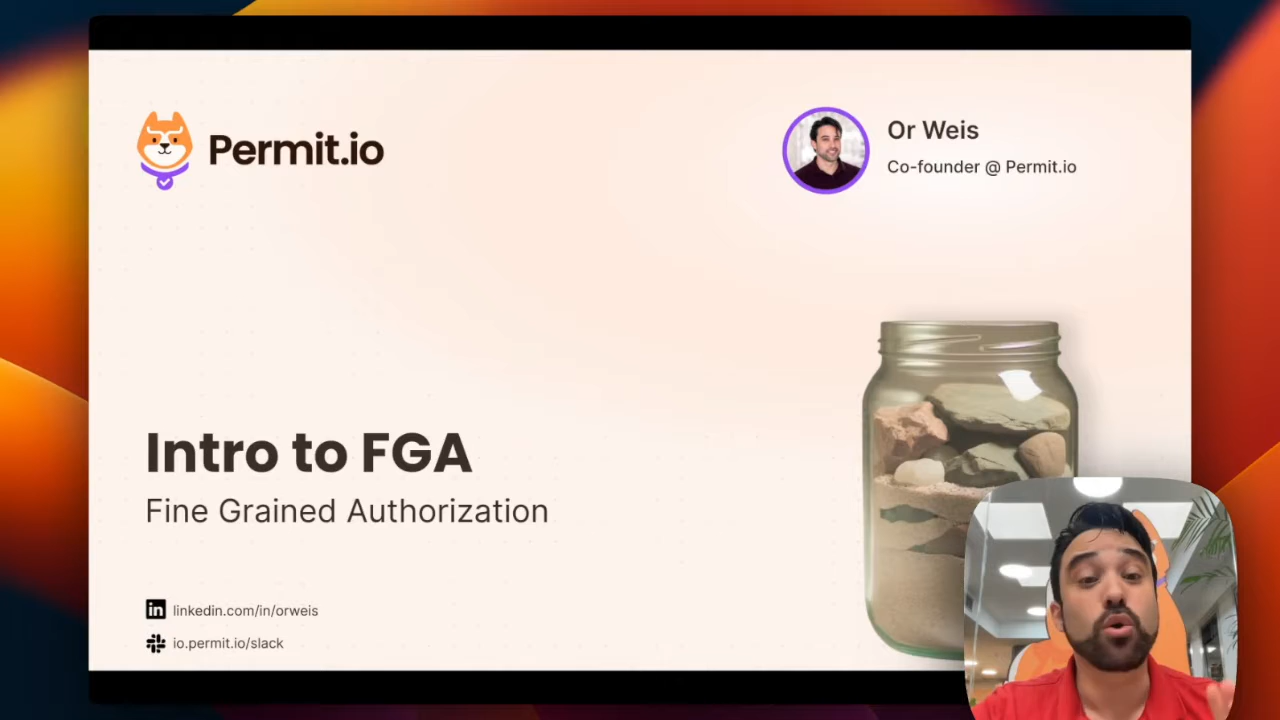 Permit.io
Or Weis
Co-founder @ Permit.io
Intro to FGA
Fine Grained Authorization
linkedin.com/in/orweis
io.permit.io/slack